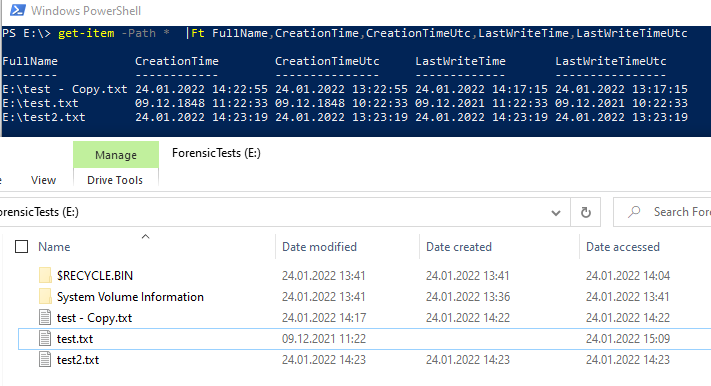 Windows PowerShell
PS E:\> get-item -Path *  |Ft FullName,CreationTime,CreationTimeUtc,LastWriteTime,LastWriteTimeUtc
FullName CreationTime CreationTimeUtc LastWriteTime LastWriteTimeUtc
-------- ------------ --------------- ------------- ----------------
E:\test - Copy.txt 24.01.2022 14:22:55 24.01.2022 13:22:55 24.01.2022 14:17:15 24.01.2022 13:17:15
E:\test.txt 09.12.1848 11:22:33 09.12.1848 10:22:33 09.12.2021 11:22:33 09.12.2021 10:22:33
E:\test2.txt 24.01.2022 14:23:19 24.01.2022 13:23:19 24.01.2022 14:23:19 24.01.2022 13:23:19
Manage ForensicTests (E:)
View Drive Tools
orensicTests (E:) Search For
Name Date modified Date created Date accessed
$RECYCLE.BIN 24.01.2022 13:41 24.01.2022 13:41 24.01.2022 14:04
System Volume Information 24.01.2022 13:41 24.01.2022 13:36 24.01.2022 13:41
test - Copy.txt 24.01.2022 14:17 24.01.2022 14:22 24.01.2022 14:22
test.txt 09.12.2021 11:22 24.01.2022 15:09
test2.txt 24.01.2022 14:23 24.01.2022 14:23 24.01.2022 14:23